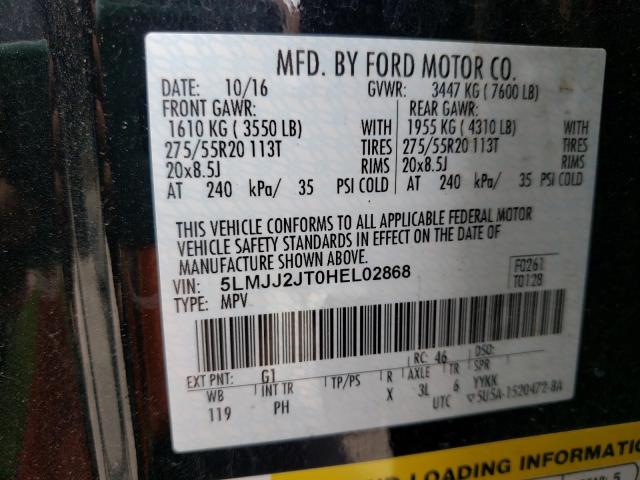 MFD. BY FORD MOTOR CO.
DATE: 10/16 GVWR: 3447 KG ( 7600 LB)
FRONT GAWR: REAR GAWR:
1610 KG ( 3550 LB) WITH 1955 KG ( 4310 LB) WITH
275/55R20 113T TIRES 275/55R20 113T TIRES
20x8.5J RIMS 20x8.5J RIMS
AT 240 kPa/ 35 PSI COLD AT 240 kPa/ 35 PSI COLD
THIS VEHICLE CONFORMS TO ALL APPLICABLE FEDERAL MOTOR
VEHICLE SAFETY STANDARDS IN EFFECT ON THE DATE OF
MANUFACTURE SHOWN ABOVE.
VIN: 5LMJJ2JT0HEL02868 F0261
TYPE: MPV T0128
RC: 46 DSO:
EXT PNT: G1
WB INT TR TP/PS R AXLE TR SPR
119 PH X 3L 6 YYKK
UTC 5U5A-1520472-BA
LOADING INFORMATION